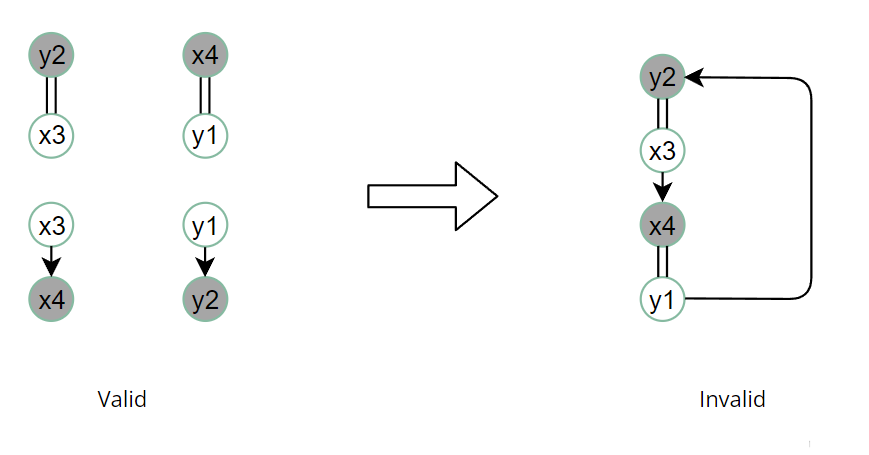 y2 x4 y2
x3 y1 x3
x3 y1 x4
x4 y2 y1
Valid Invalid